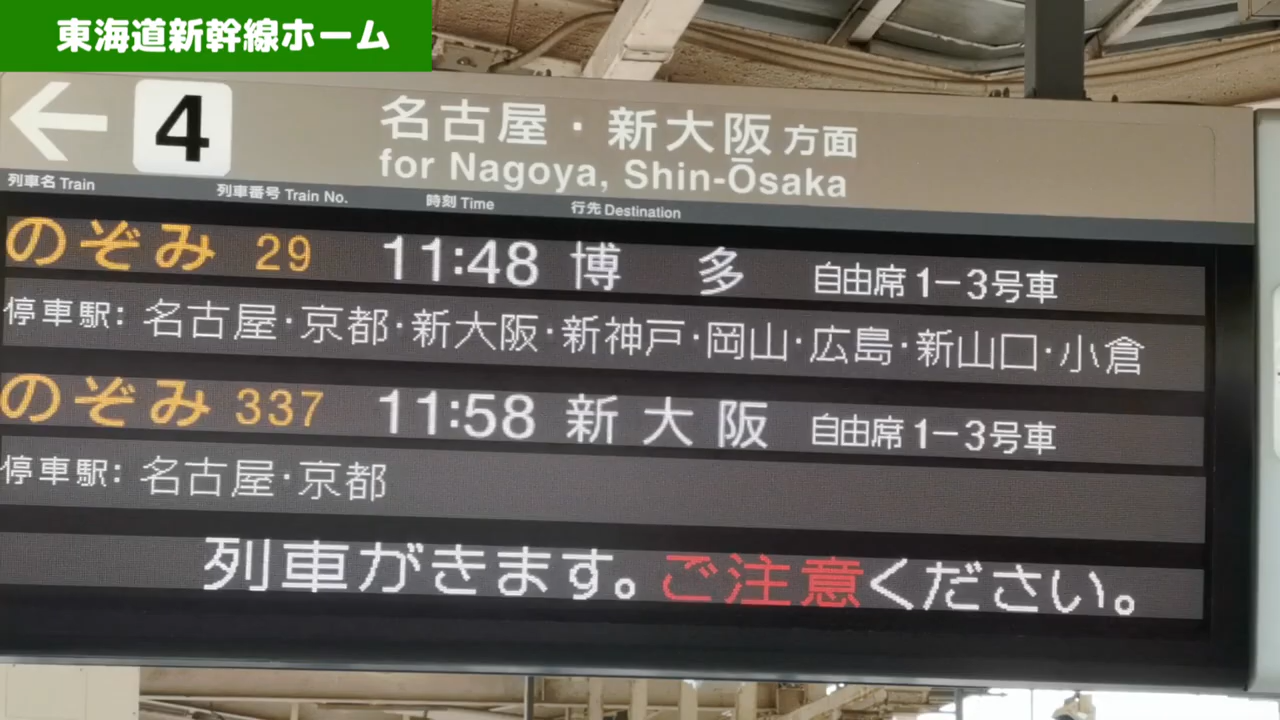 東海道新幹線ホーム
← 4 名古屋・新大阪方面
for Nagoya, Shin-Ōsaka
列車名 Train 列車番号 Train No. 時刻 Time 行先 Destination
のぞみ 29 11:48 博多 自由席1-3号車
停車駅: 名古屋・京都・新大阪・新神戸・岡山・広島・新山口・小倉
のぞみ 337 11:58 新大阪 自由席1-3号車
停車駅: 名古屋・京都
列車がきます。ご注意ください。